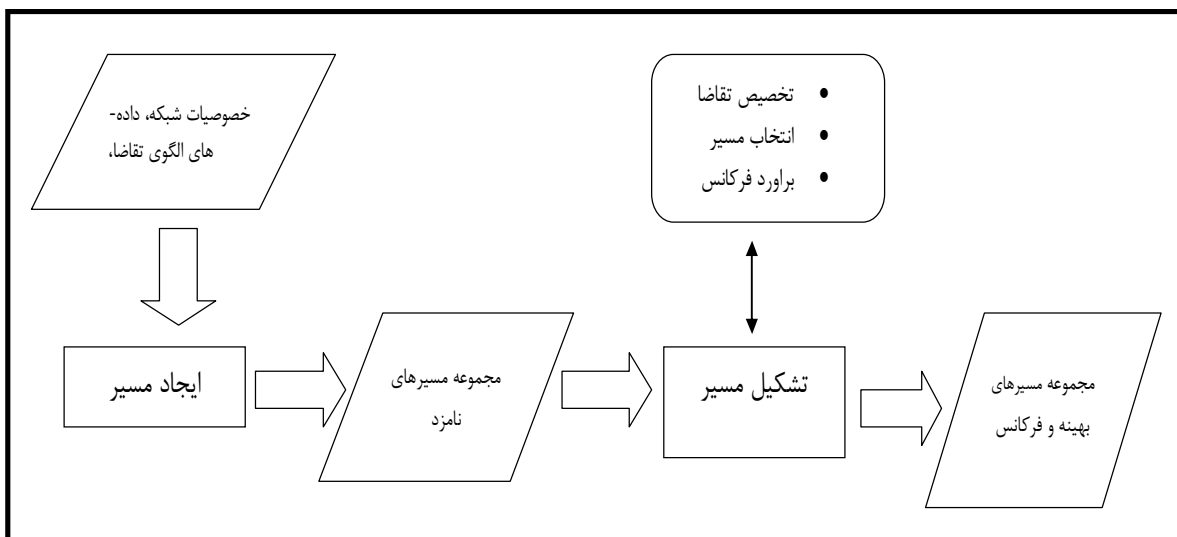 خصوصیات شبکه، داده-
های الگوی تقاضا،
تخصیص تقاضا
انتخاب مسیر
براورد فرکانس
ایجاد مسیر
مجموعه مسیرهای
نامزد
تشکیل مسیر
مجموعه مسیرهای
بهینه و فرکانس